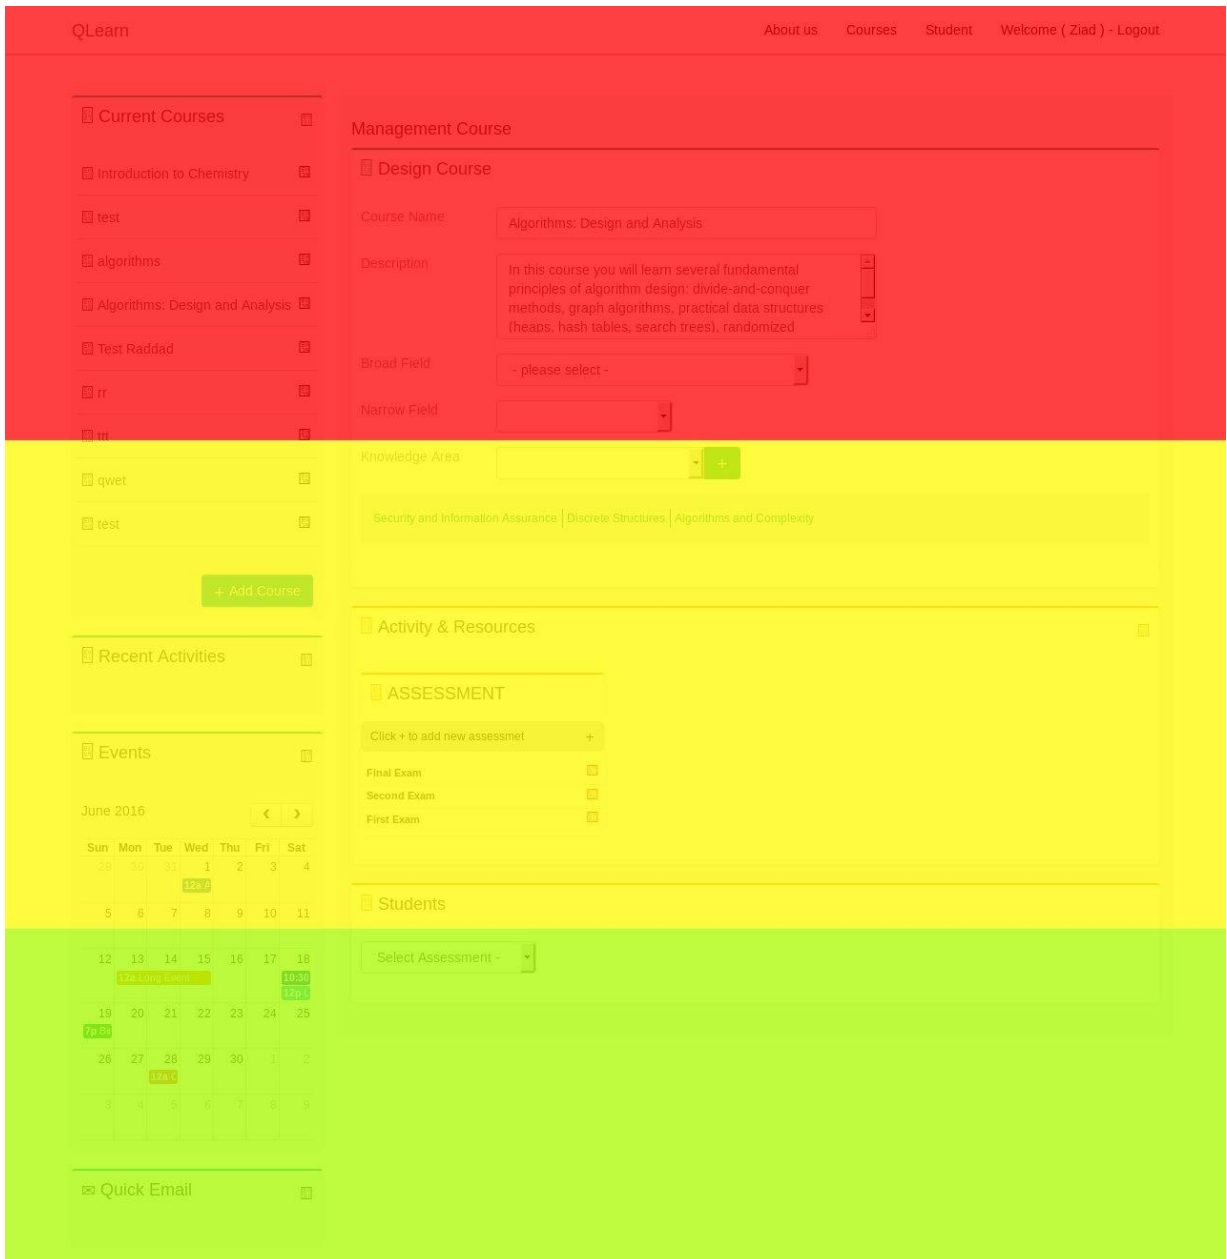 QLearn
About us Courses Student Welcome ( Ziad ) - Logout
Current Courses
Introduction to Chemistry
test
algorithms
Algorithms: Design and Analysis
Test Raddad
rr
ttt
qwet
test
+ Add Course
Recent Activities
Events
June 2016
Sun Mon Tue Wed Thu Fri Sat
29 30 31 1 2 3 4
12a
5 6 7 8 9 10 11
12 13 14 15 16 17 18
12a Long Event 10:30
12p
19 20 21 22 23 24 25
7p
26 27 28 29 30 1 2
12a
3 4 5 6 7 8 9
✉ Quick Email
Management Course
Design Course
Course Name Algorithms: Design and Analysis
Description
In this course you will learn several fundamental
principles of algorithm design: divide-and-conquer
methods, graph algorithms, practical data structures
(heaps, hash tables, search trees), randomized
Broad Field - please select -
Narrow Field
Knowledge Area +
Security and Information Assurance Discrete Structures Algorithms and Complexity
Activity & Resources
ASSESSMENT
Click + to add new assessmet +
Final Exam
Second Exam
First Exam
Students
Select Assessment -